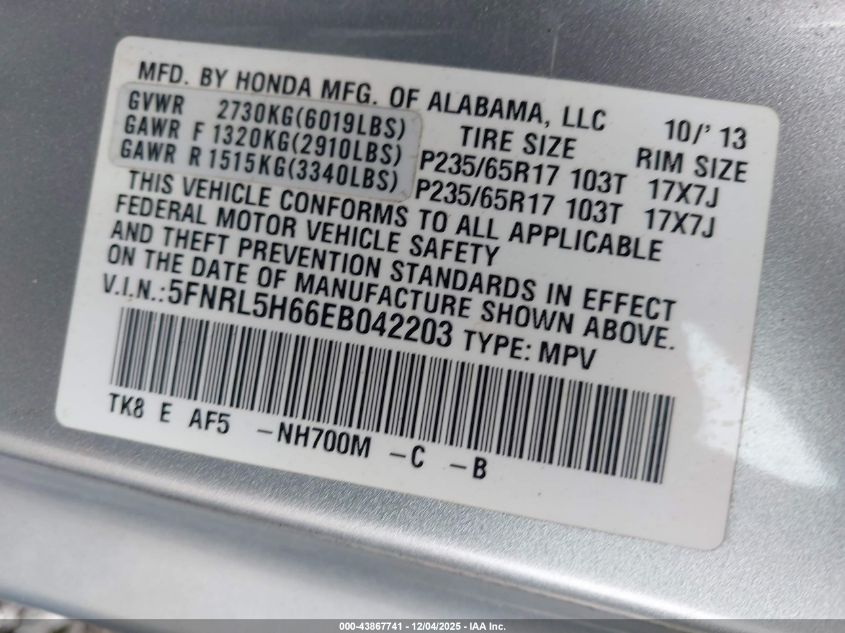 MFD. BY HONDA MFG. OF ALABAMA, LLC 10/' 13
GVWR 2730KG(6019LBS) TIRE SIZE RIM SIZE
GAWR F 1320KG(2910LBS) P235/65R17 103T 17X7J
GAWR R 1515KG(3340LBS) P235/65R17 103T 17X7J
THIS VEHICLE CONFORMS TO ALL APPLICABLE
FEDERAL MOTOR VEHICLE SAFETY
AND THEFT PREVENTION STANDARDS IN EFFECT
ON THE DATE OF MANUFACTURE SHOWN ABOVE.
V.I.N.: 5FNRL5H66EB042203 TYPE: MPV
TK8 E AF5 -NH700M -C -B
000-43867741 - 12/04/2025 - IAA Inc.